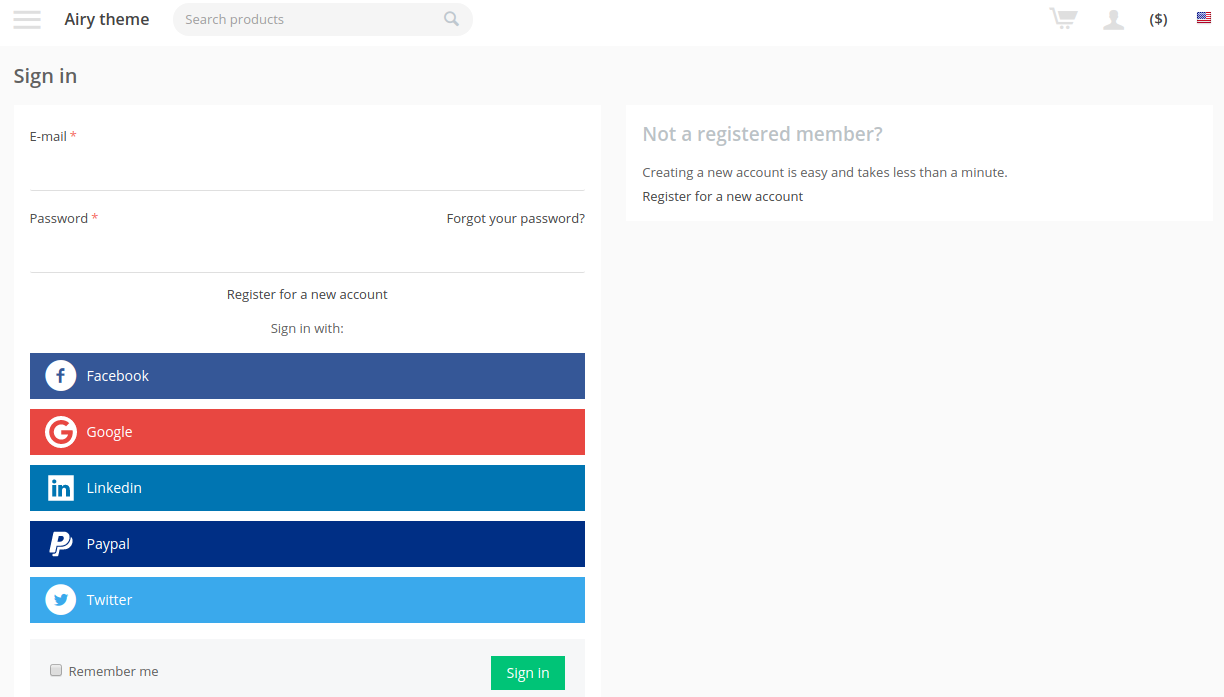 Airy theme
Search products
($)
Sign in
E-mail *
Password *
Forgot your password?
Register for a new account
Sign in with:
Facebook
Google
Linkedin
Paypal
Twitter
Remember me
Sign in
Not a registered member?
Creating a new account is easy and takes less than a minute.
Register for a new account